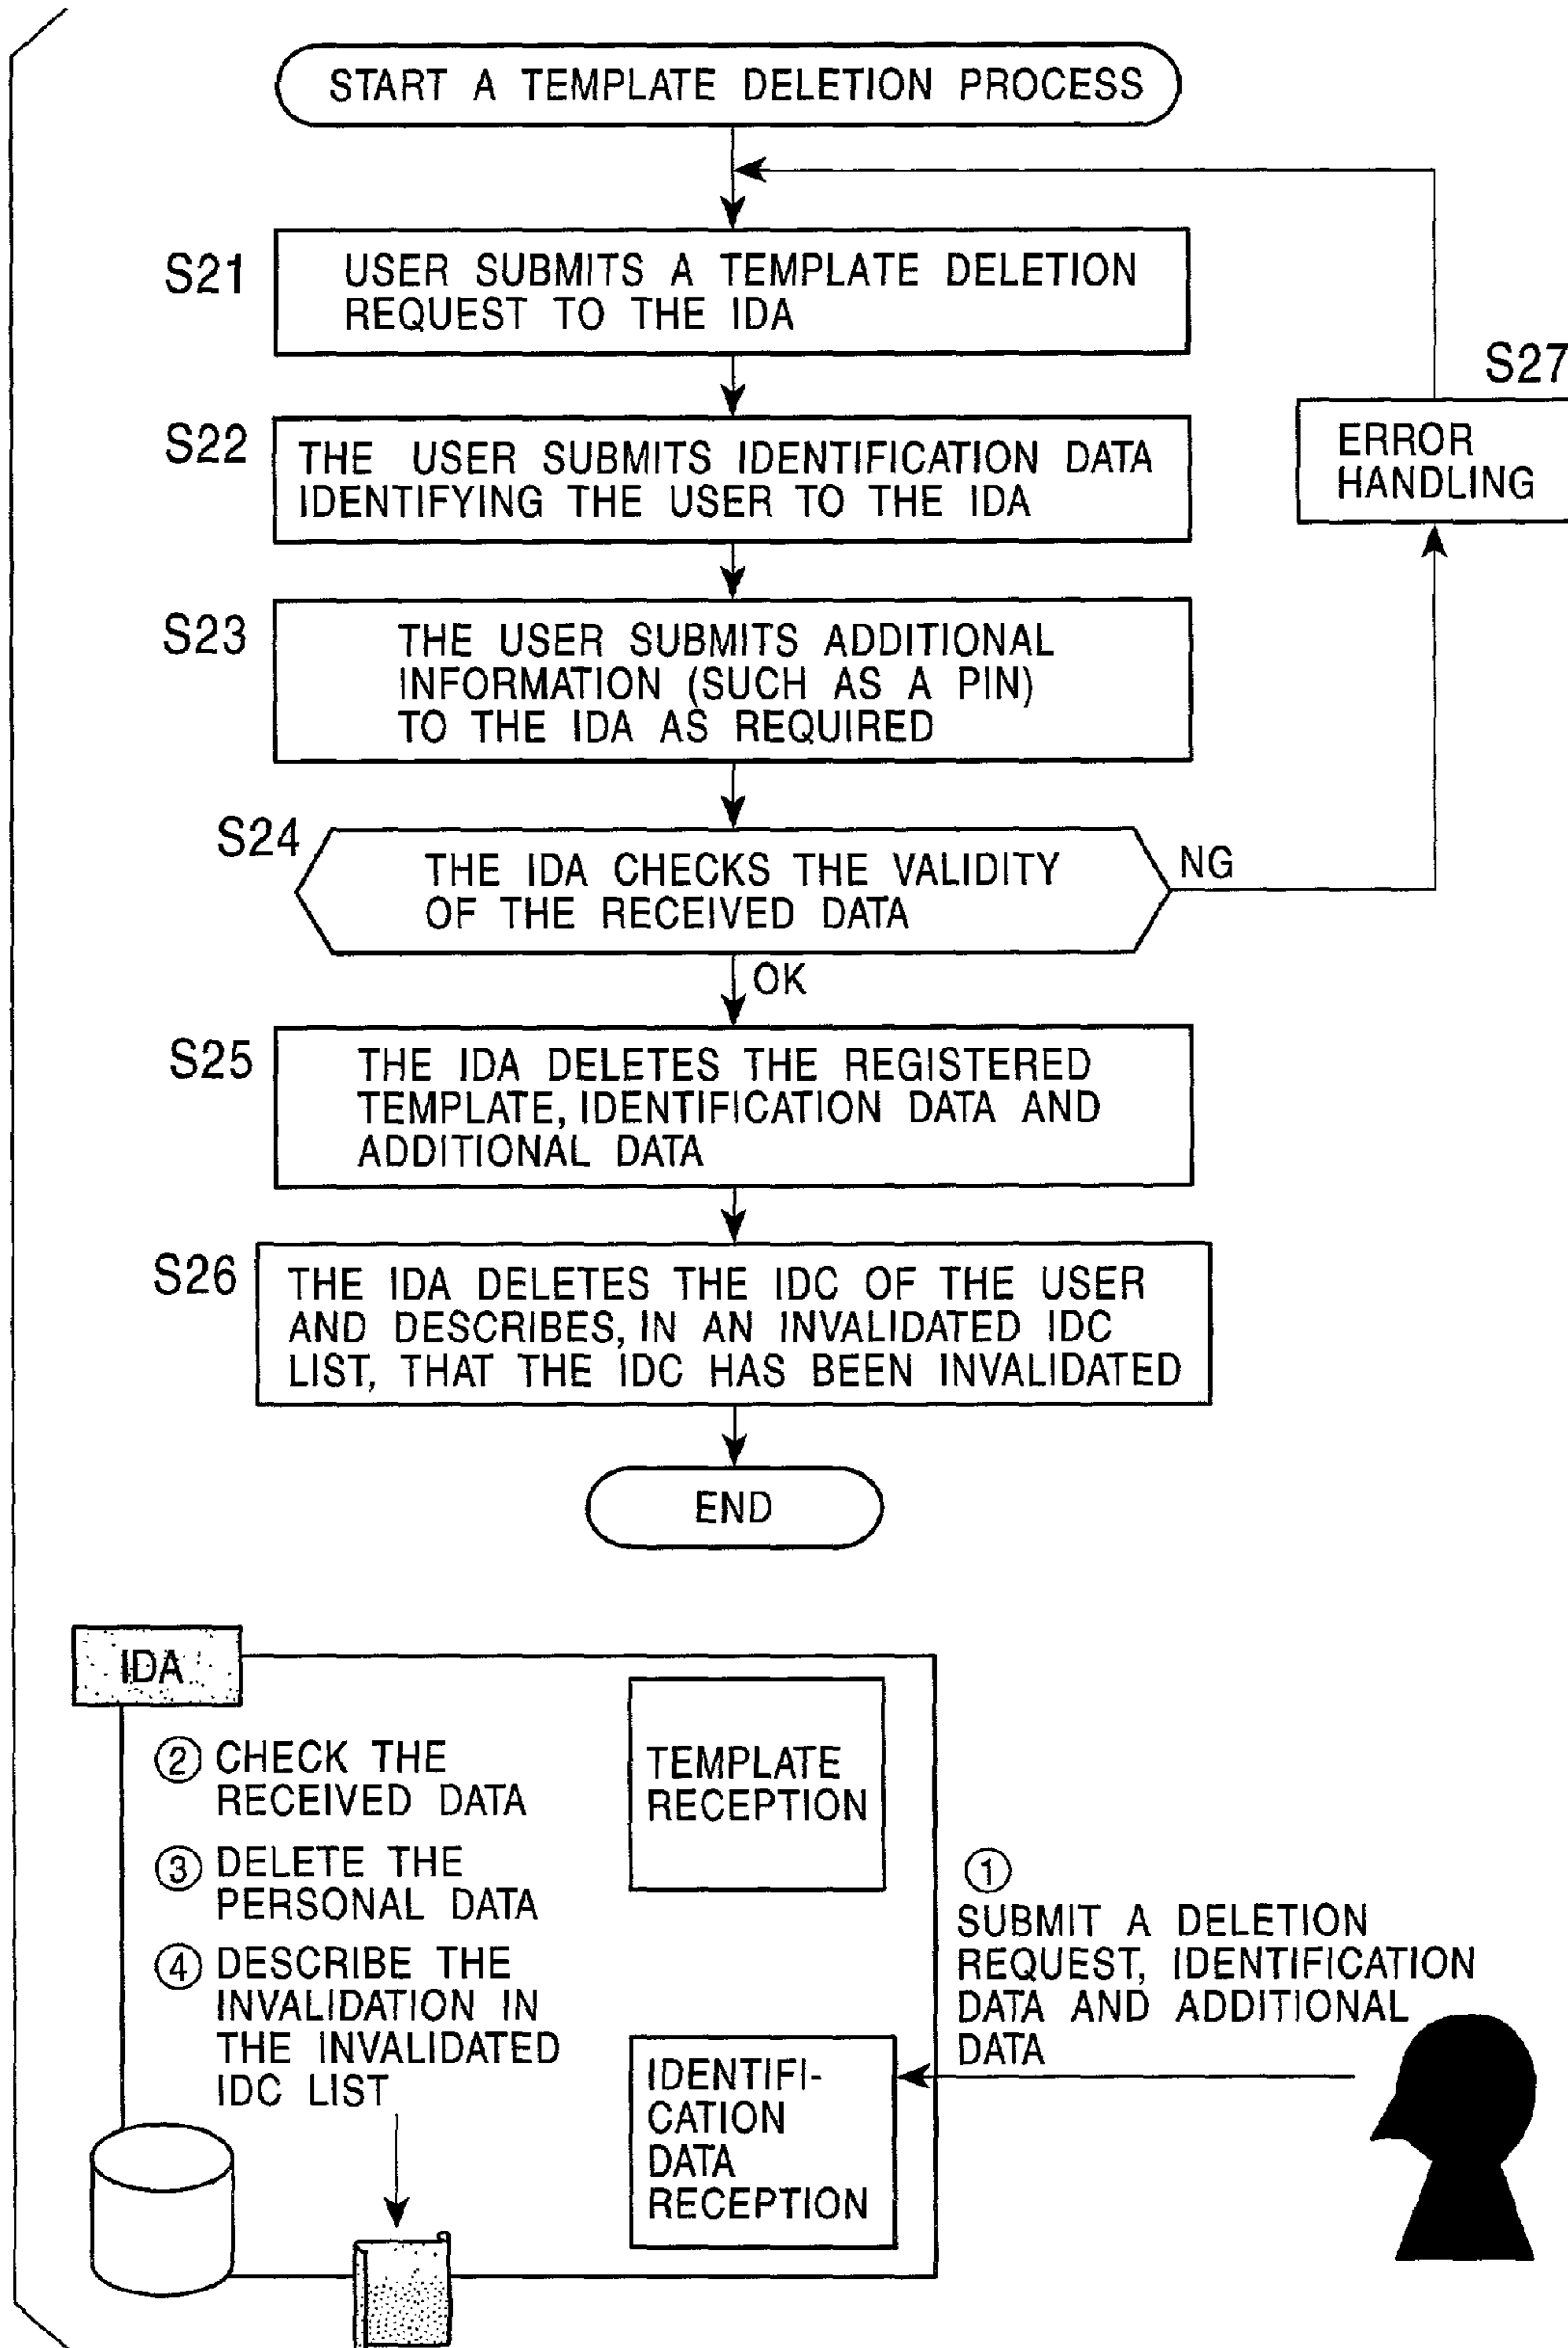 START A TEMPLATE DELETION PROCESS
S21
USER SUBMITS A TEMPLATE DELETION
REQUEST TO THE IDA
S27
ERROR
HANDLING
S22
THE USER SUBMITS IDENTIFICATION DATA
IDENTIFYING THE USER TO THE IDA
S23
THE USER SUBMITS ADDITIONAL
INFORMATION (SUCH AS A PIN)
TO THE IDA AS REQUIRED
S24
THE IDA CHECKS THE VALIDITY
OF THE RECEIVED DATA
NG
OK
S25
THE IDA DELETES THE REGISTERED
TEMPLATE, IDENTIFICATION DATA AND
ADDITIONAL DATA
S26
THE IDA DELETES THE IDC OF THE USER
AND DESCRIBES, IN AN INVALIDATED IDC
LIST, THAT THE IDC HAS BEEN INVALIDATED
END
IDA
② CHECK THE
RECEIVED DATA
③ DELETE THE
PERSONAL DATA
④ DESCRIBE THE
INVALIDATION IN
THE INVALIDATED
IDC LIST
TEMPLATE
RECEPTION
①
SUBMIT A DELETION
REQUEST, IDENTIFICATION
DATA AND ADDITIONAL
DATA
IDENTIFI-
CATION
DATA
RECEPTION